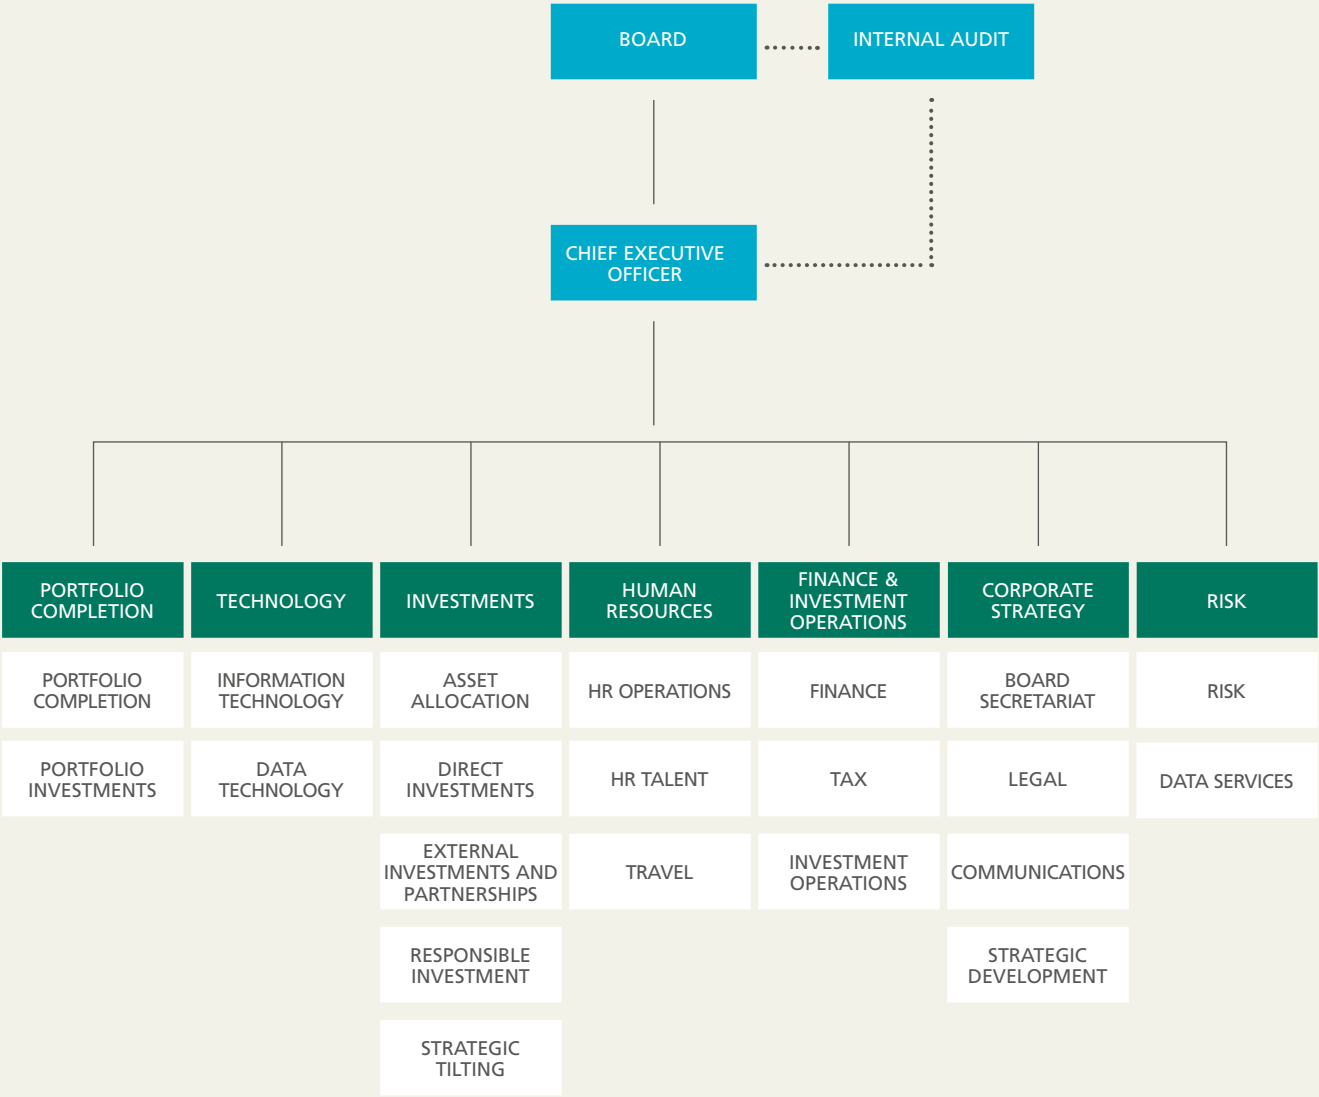 BOARD
INTERNAL AUDIT
CHIEF EXECUTIVE
OFFICER
PORTFOLIO
COMPLETION
TECHNOLOGY
INVESTMENTS
HUMAN
RESOURCES
FINANCE &
INVESTMENT
OPERATIONS
CORPORATE
STRATEGY
RISK
PORTFOLIO
COMPLETION
INFORMATION
TECHNOLOGY
ASSET
ALLOCATION
HR OPERATIONS
FINANCE
BOARD
SECRETARIAT
RISK
PORTFOLIO
INVESTMENTS
DATA
TECHNOLOGY
DIRECT
INVESTMENTS
HR TALENT
TAX
LEGAL
DATA SERVICES
EXTERNAL
INVESTMENTS AND
PARTNERSHIPS
TRAVEL
INVESTMENT
OPERATIONS
COMMUNICATIONS
RESPONSIBLE
INVESTMENT
STRATEGIC
DEVELOPMENT
STRATEGIC
TILTING